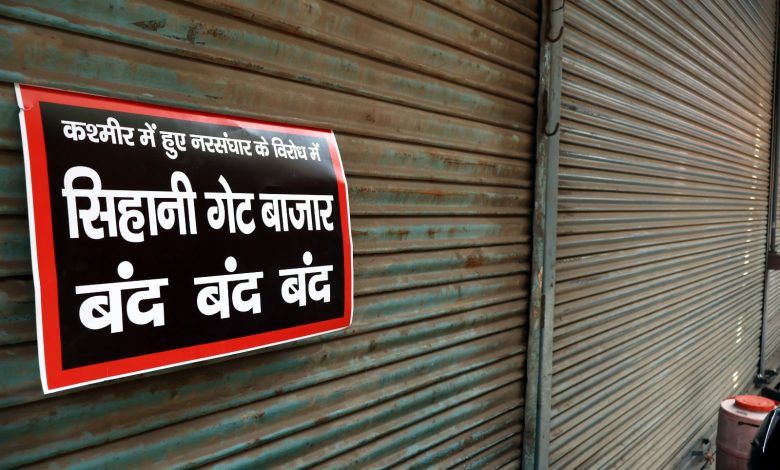 कश्मीर में हुए नरसंघार के विरोध में
सिहानी गेट बाजार
बंद बंद बंद